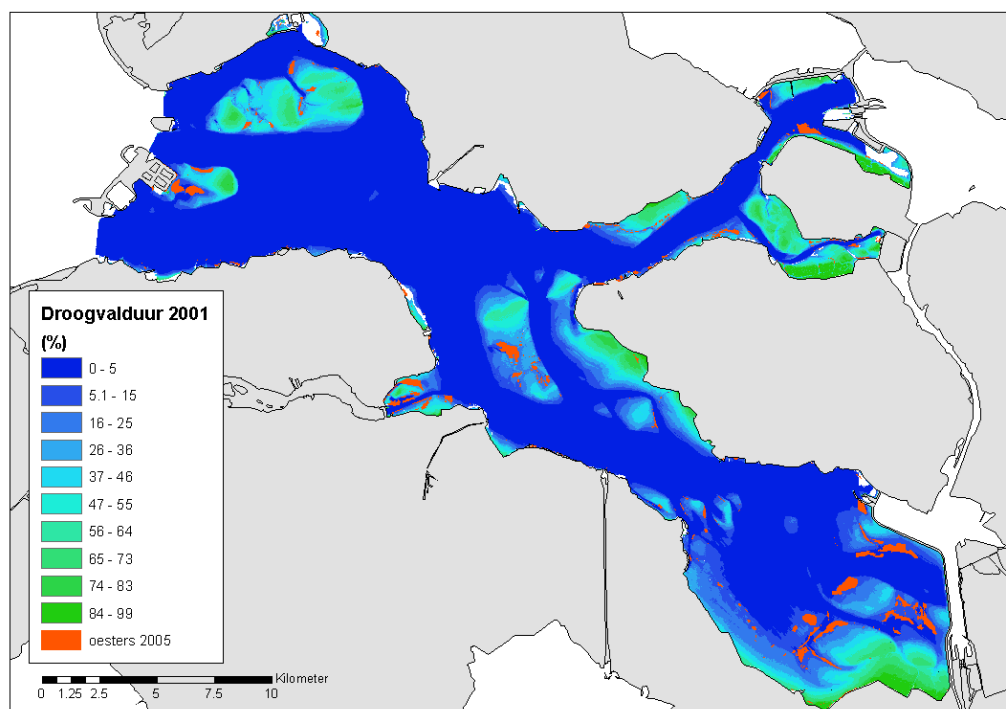 Droogvalduur 2001
(%)
0 - 5
5.1 - 15
16 - 25
26 - 36
37 - 46
47 - 55
56 - 64
65 - 73
74 - 83
84 - 99
oesters 2005
Kilometer
0 1.25 2.5 5 7.5 10